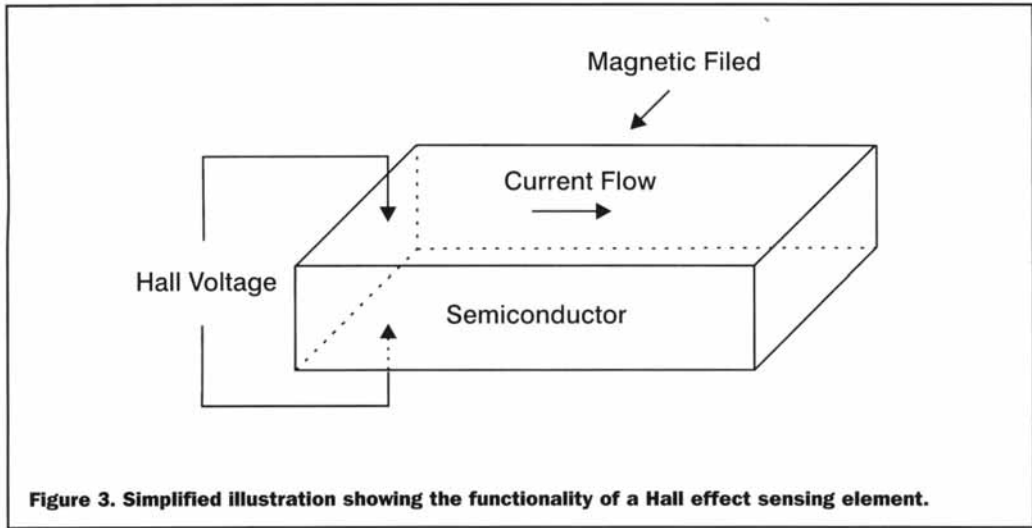 Magnetic Filed
Current Flow
Hall Voltage
Semiconductor
Figure 3. Simplified illustration showing the functionality of a Hall effect sensing element.